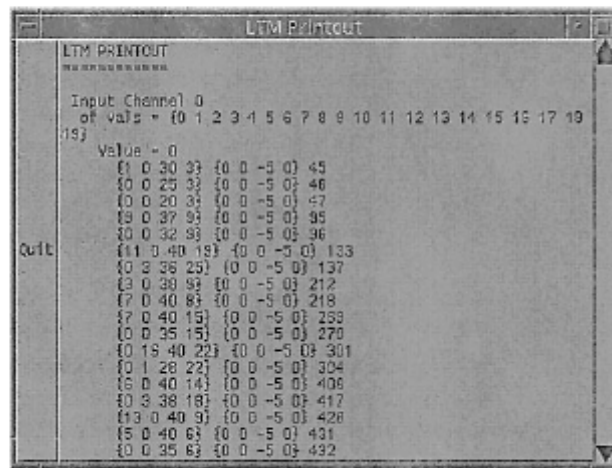 LTM Printout
LTM PRINTOUT
============
Input Channel 0
of vals = {0 1 2 3 4 5 6 7 8 9 10 11 12 13 14 15 16 17 18
19}
Value = 0
{1 0 30 3} {0 0 -5 0} 45
{0 0 25 3} {0 0 -5 0} 46
{0 0 20 3} {0 0 -5 0} 47
{9 0 37 9} {0 0 -5 0} 95
{0 0 32 9} {0 0 -5 0} 96
Quit
{11 0 40 19} {0 0 -5 0} 133
{0 3 36 25} {0 0 -5 0} 137
{3 0 38 9} {0 0 -5 0} 212
{7 0 40 8} {0 0 -5 0} 218
{7 0 40 15} {0 0 -5 0} 269
{0 0 35 15} {0 0 -5 0} 270
{0 19 40 22} {0 0 -5 0} 301
{0 1 28 22} {0 0 -5 0} 304
{6 0 40 14} {0 0 -5 0} 409
{0 3 38 18} {0 0 -5 0} 417
{13 0 40 9} {0 0 -5 0} 428
{5 0 40 6} {0 0 -5 0} 431
{0 0 35 6} {0 0 -5 0} 432